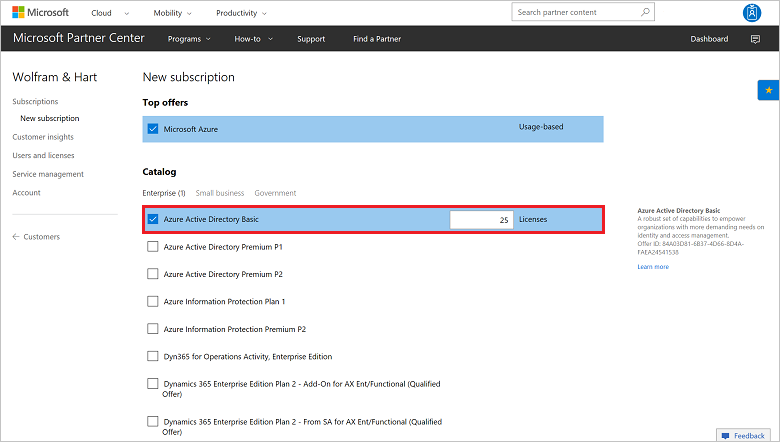 Microsoft Cloud Mobility Productivity Search partner content
Microsoft Partner Center Programs How-to Support Find a Partner Dashboard
Wolfram & Hart
Subscriptions
New subscription
Customer insights
Users and licenses
Service management
Account
Customers
New subscription
Top offers
Microsoft Azure Usage-based
Catalog
Enterprise (1) Small business Government
Azure Active Directory Basic 25 Licenses
Azure Active Directory Premium P1
Azure Active Directory Premium P2
Azure Information Protection Plan 1
Azure Information Protection Premium P2
Dyn365 for Operations Activity, Enterprise Edition
Dynamics 365 Enterprise Edition Plan 2 - Add-On for AX Ent/Functional (Qualified
Offer)
Dynamics 365 Enterprise Edition Plan 2 - From SA for AX Ent/Functional (Qualified
Offer)
Azure Active Directory Basic
A robust set of capabilities to empower
organizations with more demanding needs on
identity and access management.
Offer ID: 84A03D81-6B37-4D66-8D4A-
FAEA24541538
Learn more
Feedback